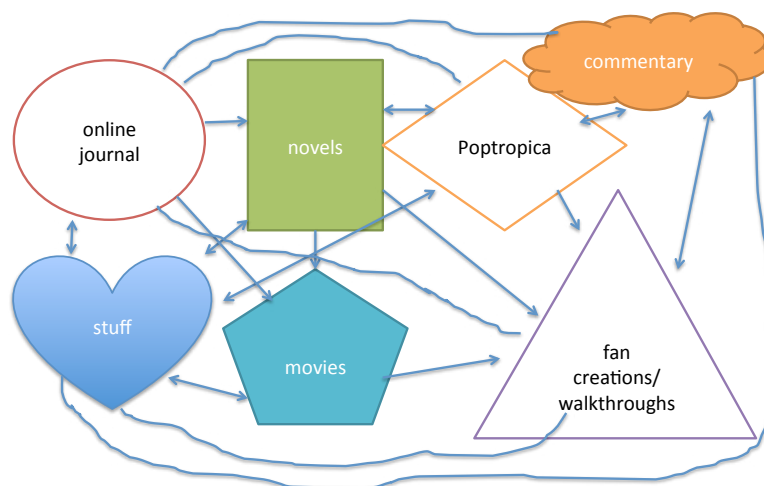 commentary
online
journal
novels
Poptropica
stuff
movies
fan
creations/
walkthroughs